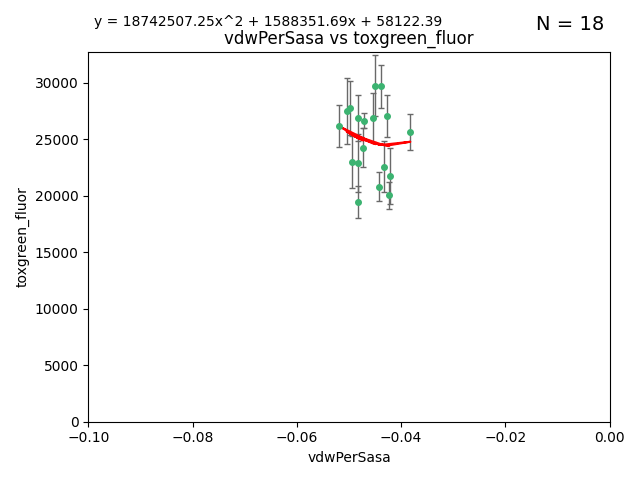 y = 18742507.25x^2 + 1588351.69x + 58122.39
N = 18
vdwPerSasa vs toxgreen_fluor
30000
25000
20000
15000
10000
5000
0
toxgreen_fluor
−0.10 −0.08 −0.06 −0.04 −0.02 0.00
vdwPerSasa